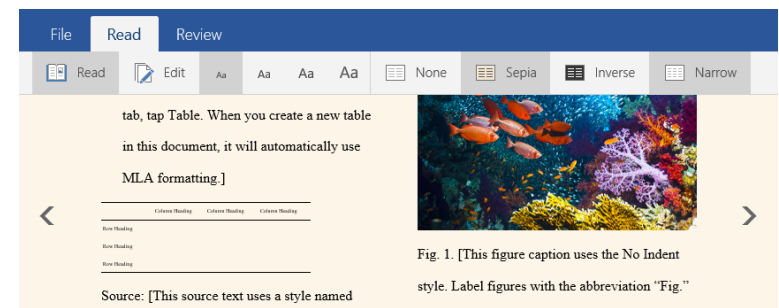 File Read Review
Read Edit Aa Aa Aa Aa None Sepia Inverse Narrow
tab, tap Table. When you create a new table
in this document, it will automatically use
MLA formatting.]
Column Heading Column Heading Column Heading
Row Heading
Row Heading
Row Heading
Source: [This source text uses a style named
Fig. 1. [This figure caption uses the No Indent
style. Label figures with the abbreviation “Fig.”